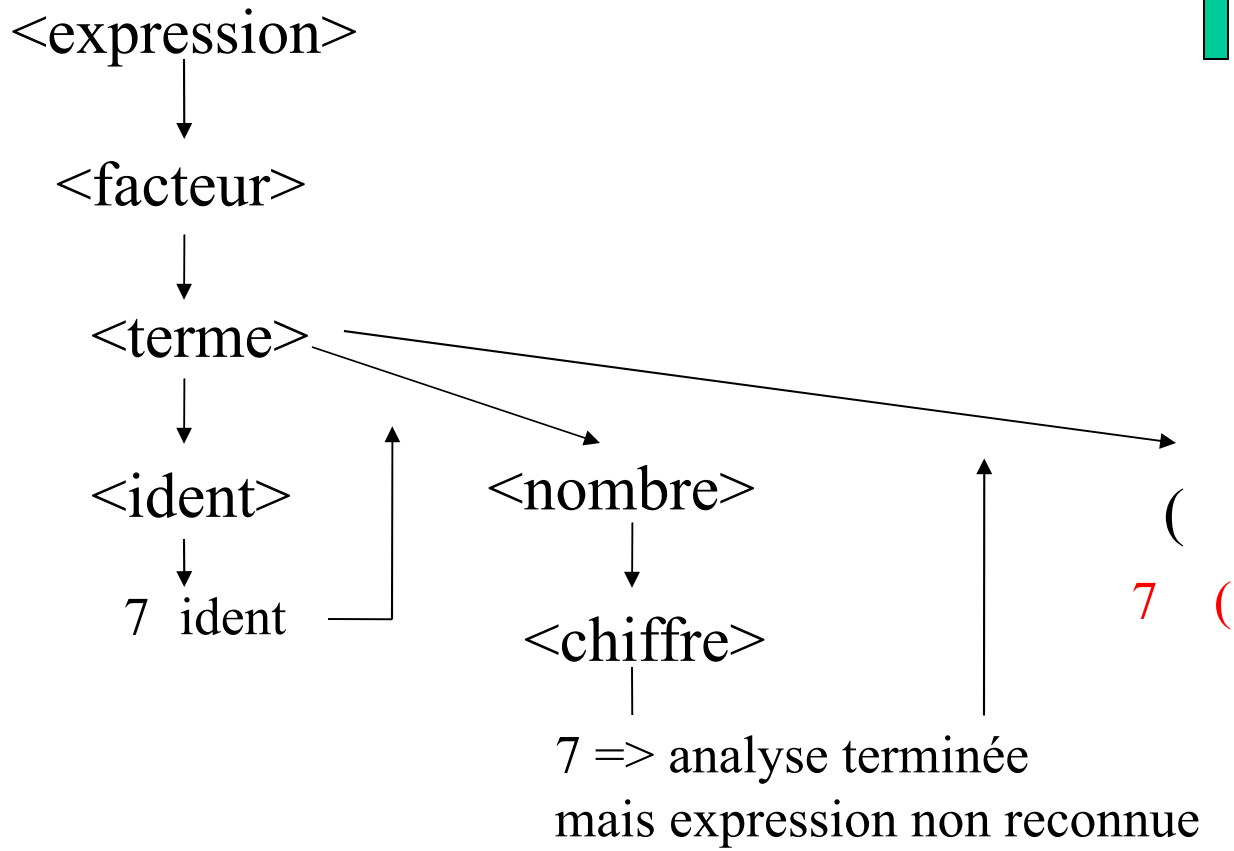 <expression>
<facteur>
<terme>
<ident> <nombre> (
7 ident <chiffre> 7 (
7 => analyse terminée
mais expression non reconnue